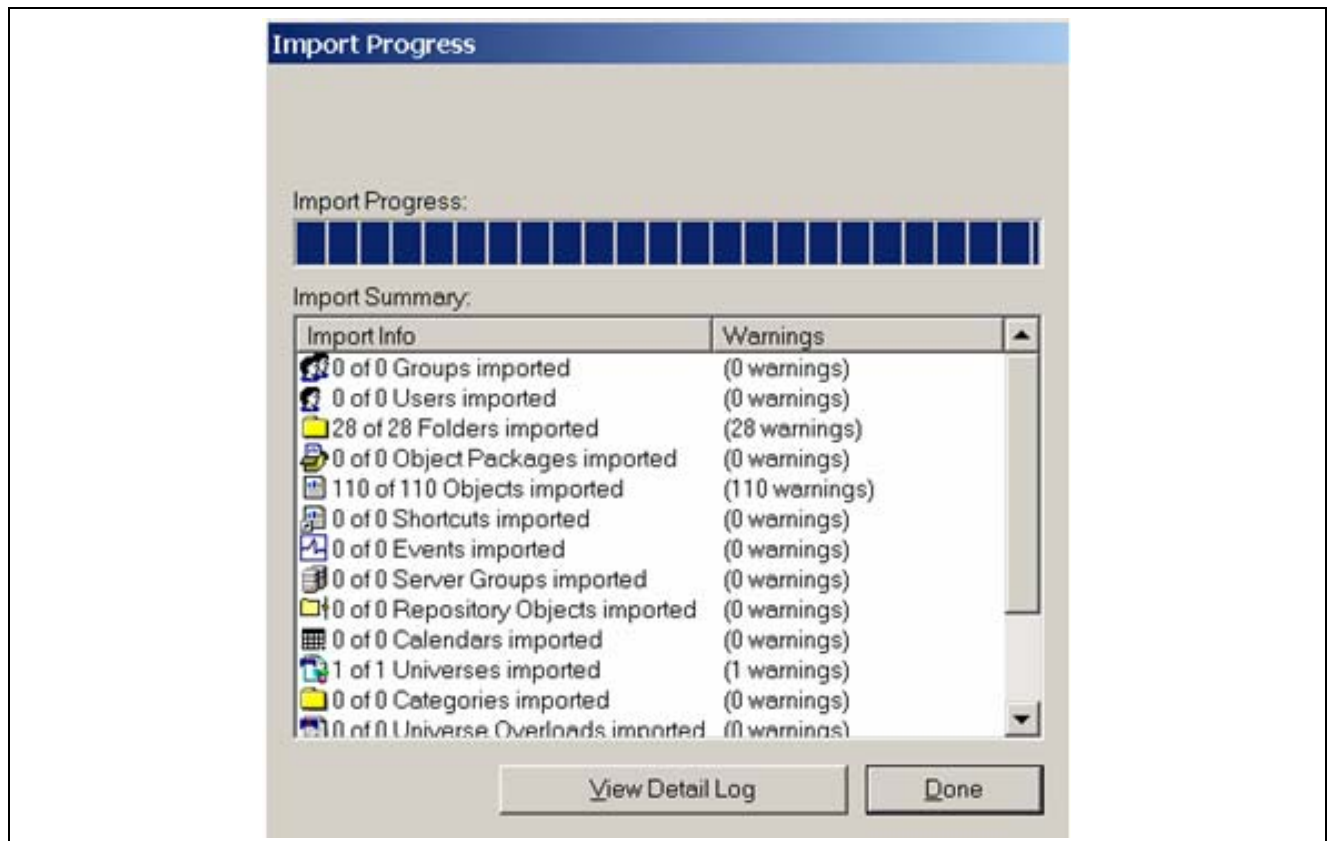 Import Progress
Import Progress:
Import Summary:
Import Info Warnings
0 of 0 Groups imported (0 warnings)
0 of 0 Users imported (0 warnings)
28 of 28 Folders imported (28 warnings)
0 of 0 Object Packages imported (0 warnings)
110 of 110 Objects imported (110 warnings)
0 of 0 Shortcuts imported (0 warnings)
0 of 0 Events imported (0 warnings)
0 of 0 Server Groups imported (0 warnings)
0 of 0 Repository Objects imported (0 warnings)
0 of 0 Calendars imported (0 warnings)
1 of 1 Universes imported (1 warnings)
0 of 0 Categories imported (0 warnings)
0 of 0 Universe Overloads imported (0 warnings)
View Detail Log Done